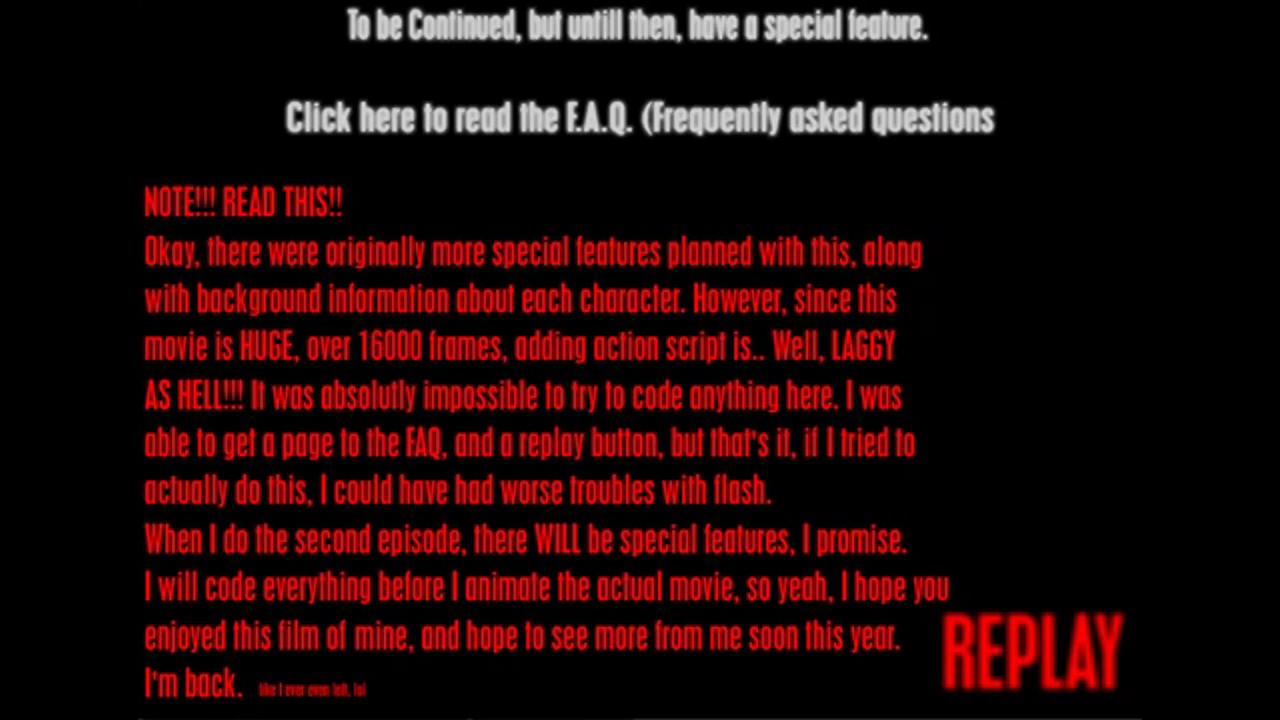 To be Continued, but untill then, have a special feature.
Click here to read the F.A.Q. (Frequently asked questions
NOTE!!! READ THIS!!
Okay, there were originally more special features planned with this, along
with background information about each character. However, since this
movie is HUGE, over 16000 frames, adding action script is.. Well, LAGGY
AS HELL!!! It was absolutly impossible to try to code anything here. I was
able to get a page to the FAQ, and a replay button, but that's it, if I tried to
actually do this, I could have had worse troubles with flash.
When I do the second episode, there WILL be special features, I promise.
I will code everything before I animate the actual movie, so yeah, I hope you
enjoyed this film of mine, and hope to see more from me soon this year.
I'm back. like I ever even left, lol
REPLAY